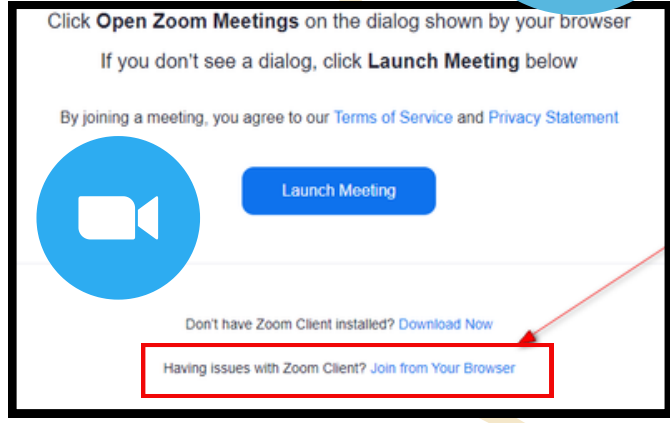 Click Open Zoom Meetings on the dialog shown by your browser
If you don't see a dialog, click Launch Meeting below
By joining a meeting, you agree to our Terms of Service and Privacy Statement
Launch Meeting
Don't have Zoom Client installed? Download Now
Having issues with Zoom Client? Join from Your Browser